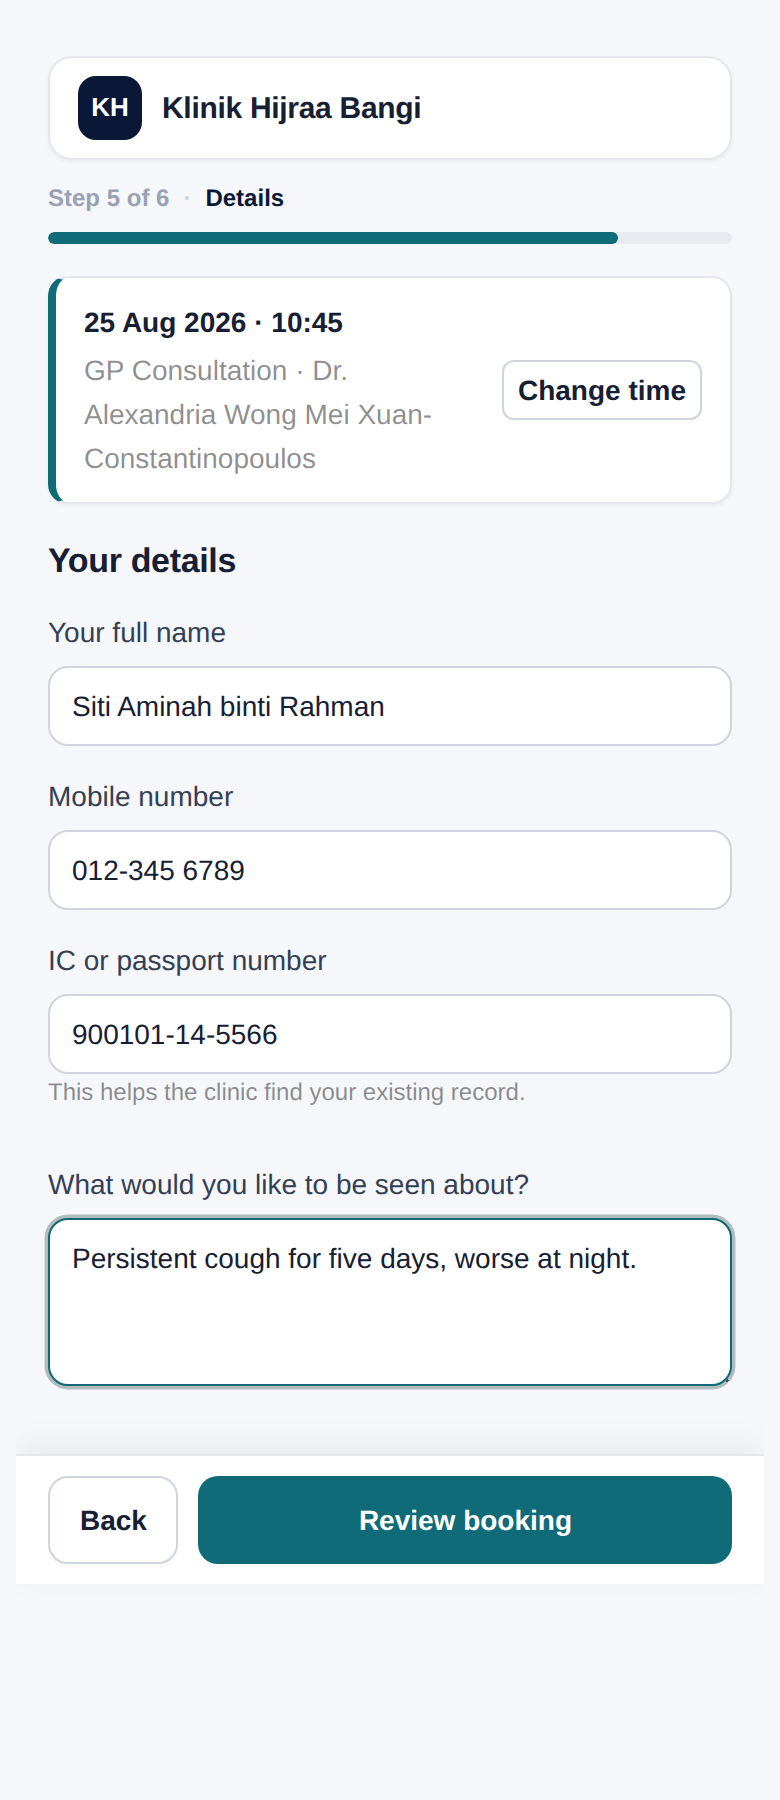 KH
Klinik Hijraa Bangi
Step 5 of 6 · Details
25 Aug 2026 · 10:45
GP Consultation · Dr.
Alexandria Wong Mei Xuan-
Constantinopoulos
Change time
Your details
Your full name
Siti Aminah binti Rahman
Mobile number
012-345 6789
IC or passport number
900101-14-5566
This helps the clinic find your existing record.
What would you like to be seen about?
Persistent cough for five days, worse at night.
Back
Review booking